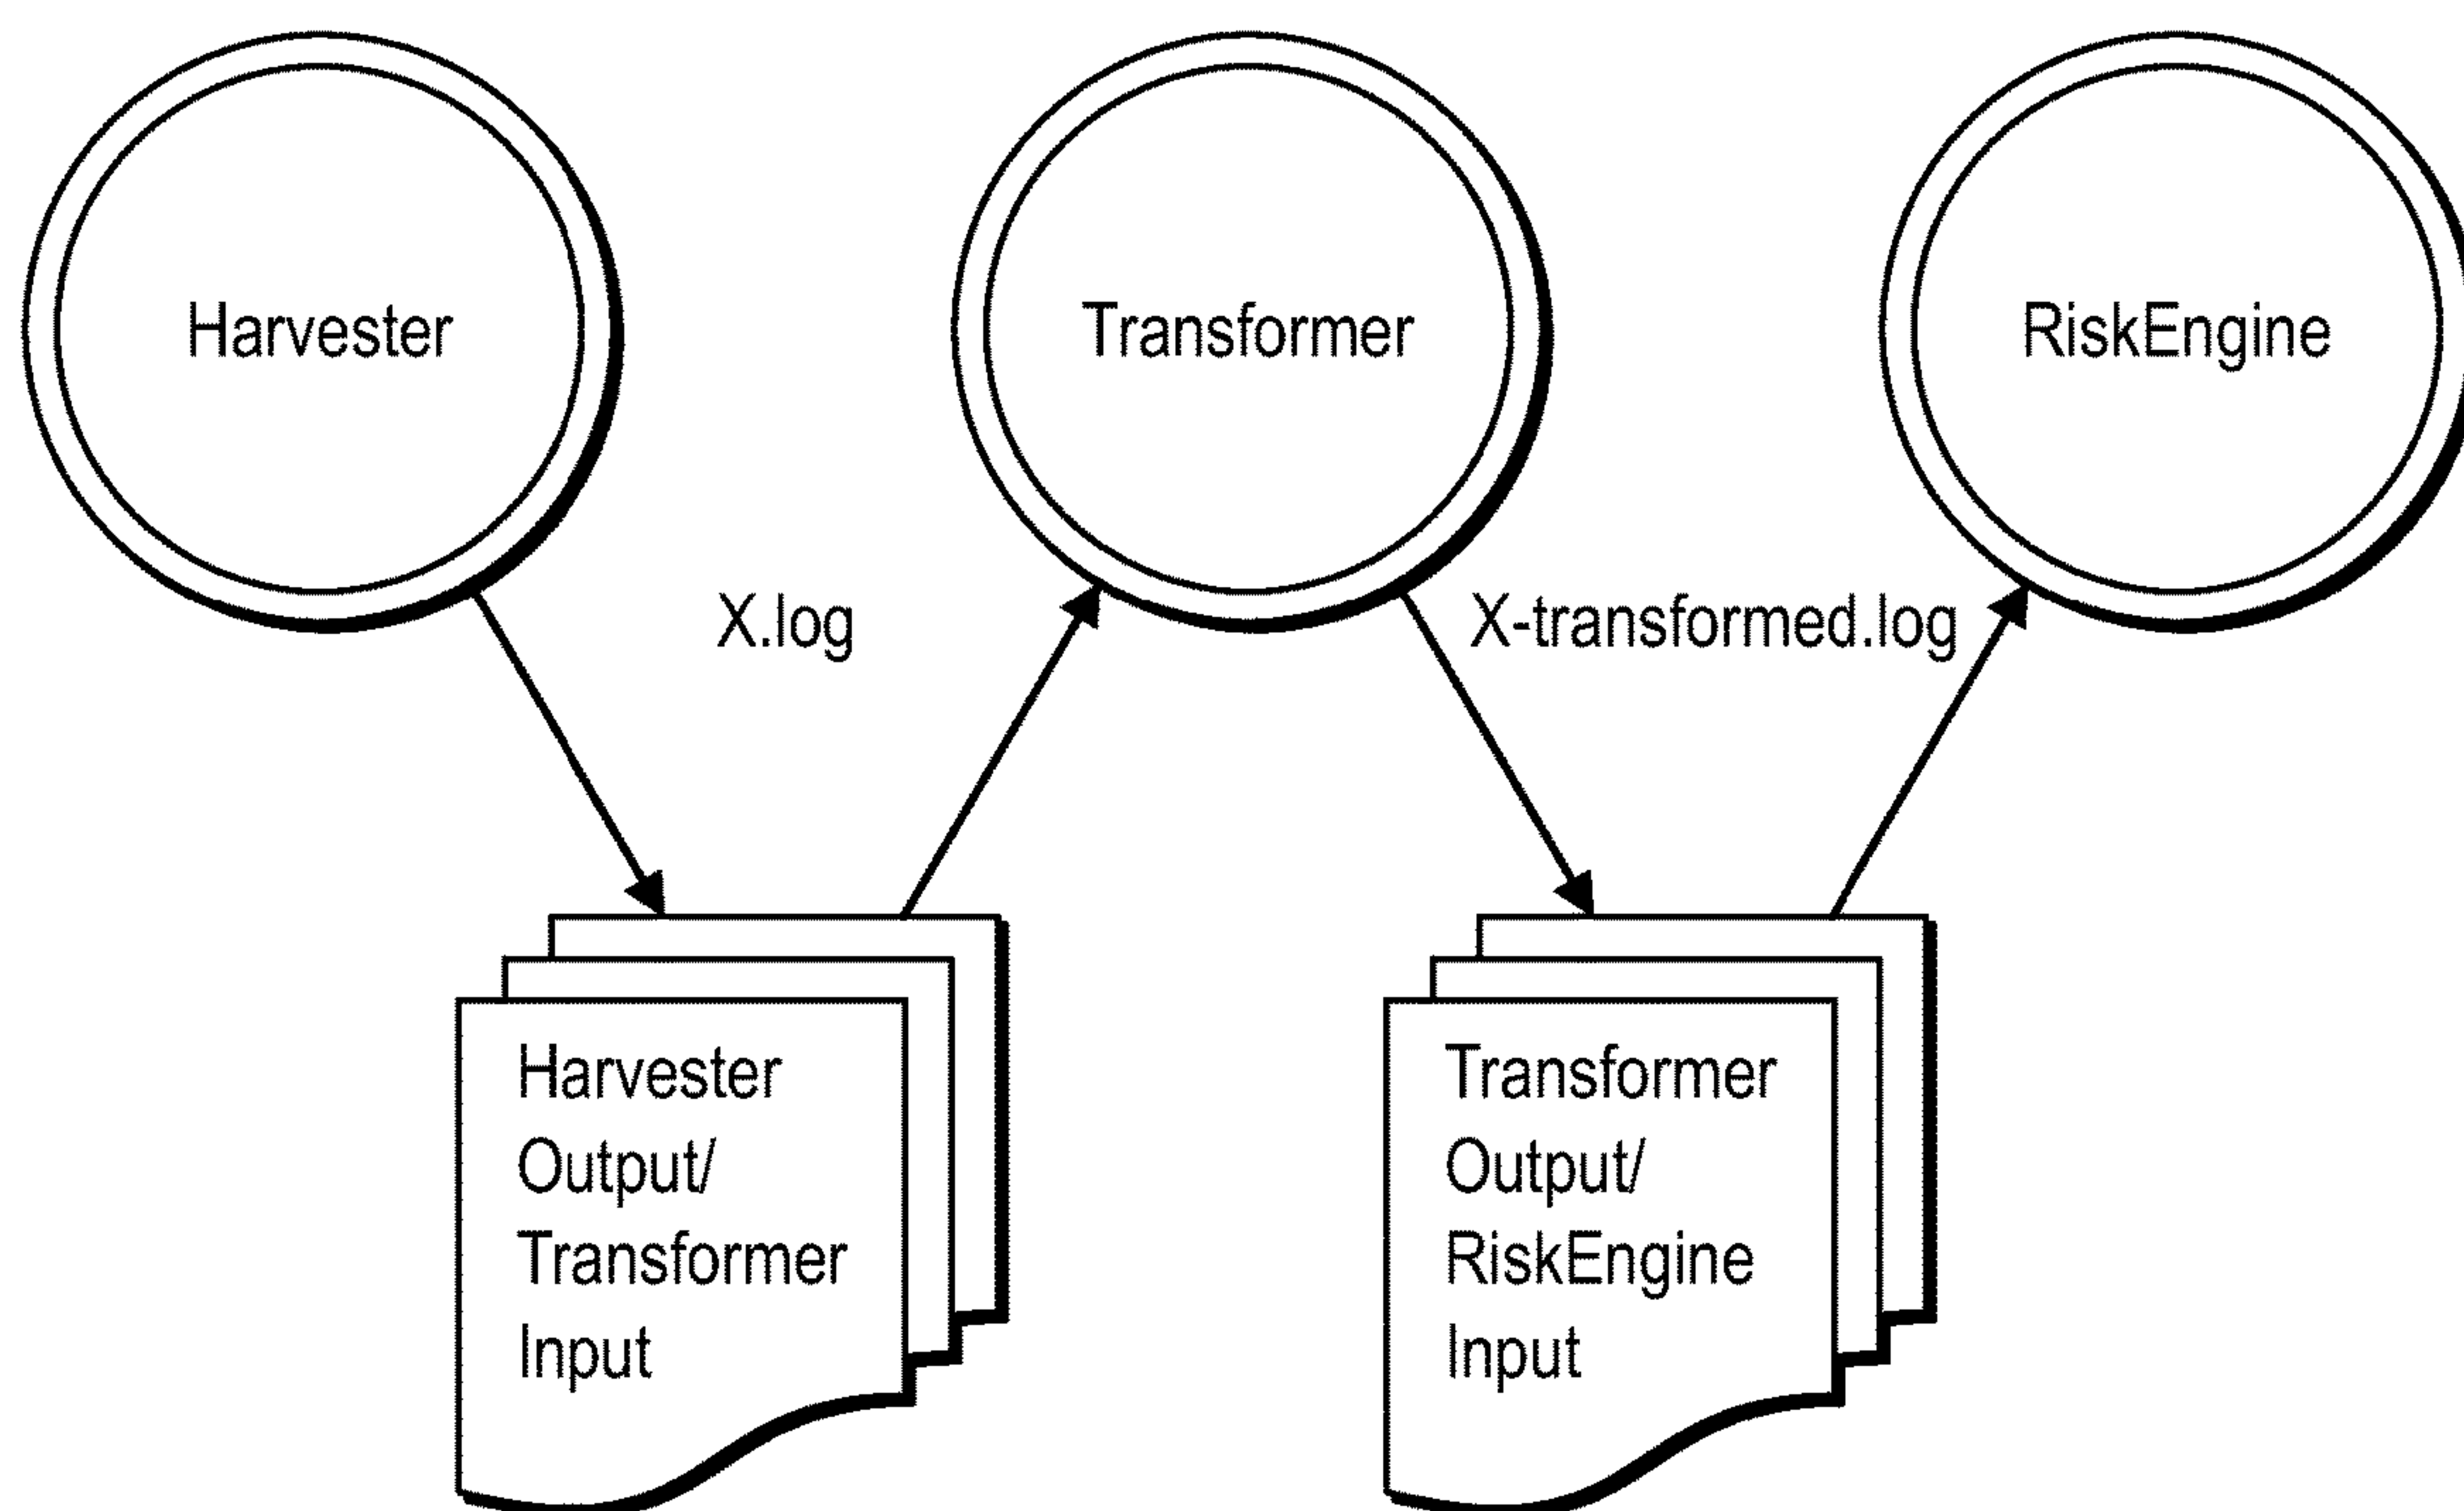 Harvester
Transformer
RiskEngine
X.log
X-transformed.log
Harvester
Output/
Transformer
Input
Transformer
Output/
RiskEngine
Input